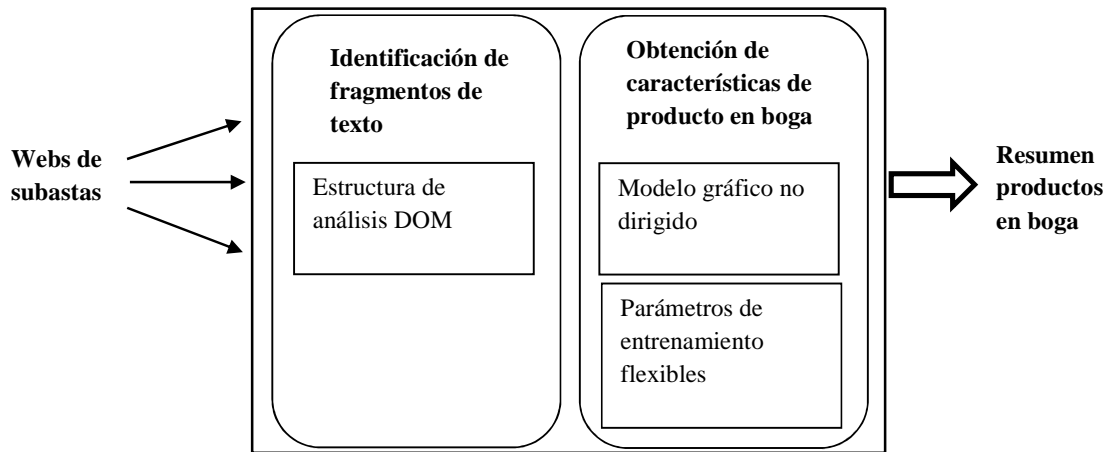 Webs de
subastas
Identificación de
fragmentos de
texto
Estructura de
análisis DOM
Obtención de
características de
producto en boga
Modelo gráfico no
dirigido
Parámetros de
entrenamiento
flexibles
Resumen
productos
en boga